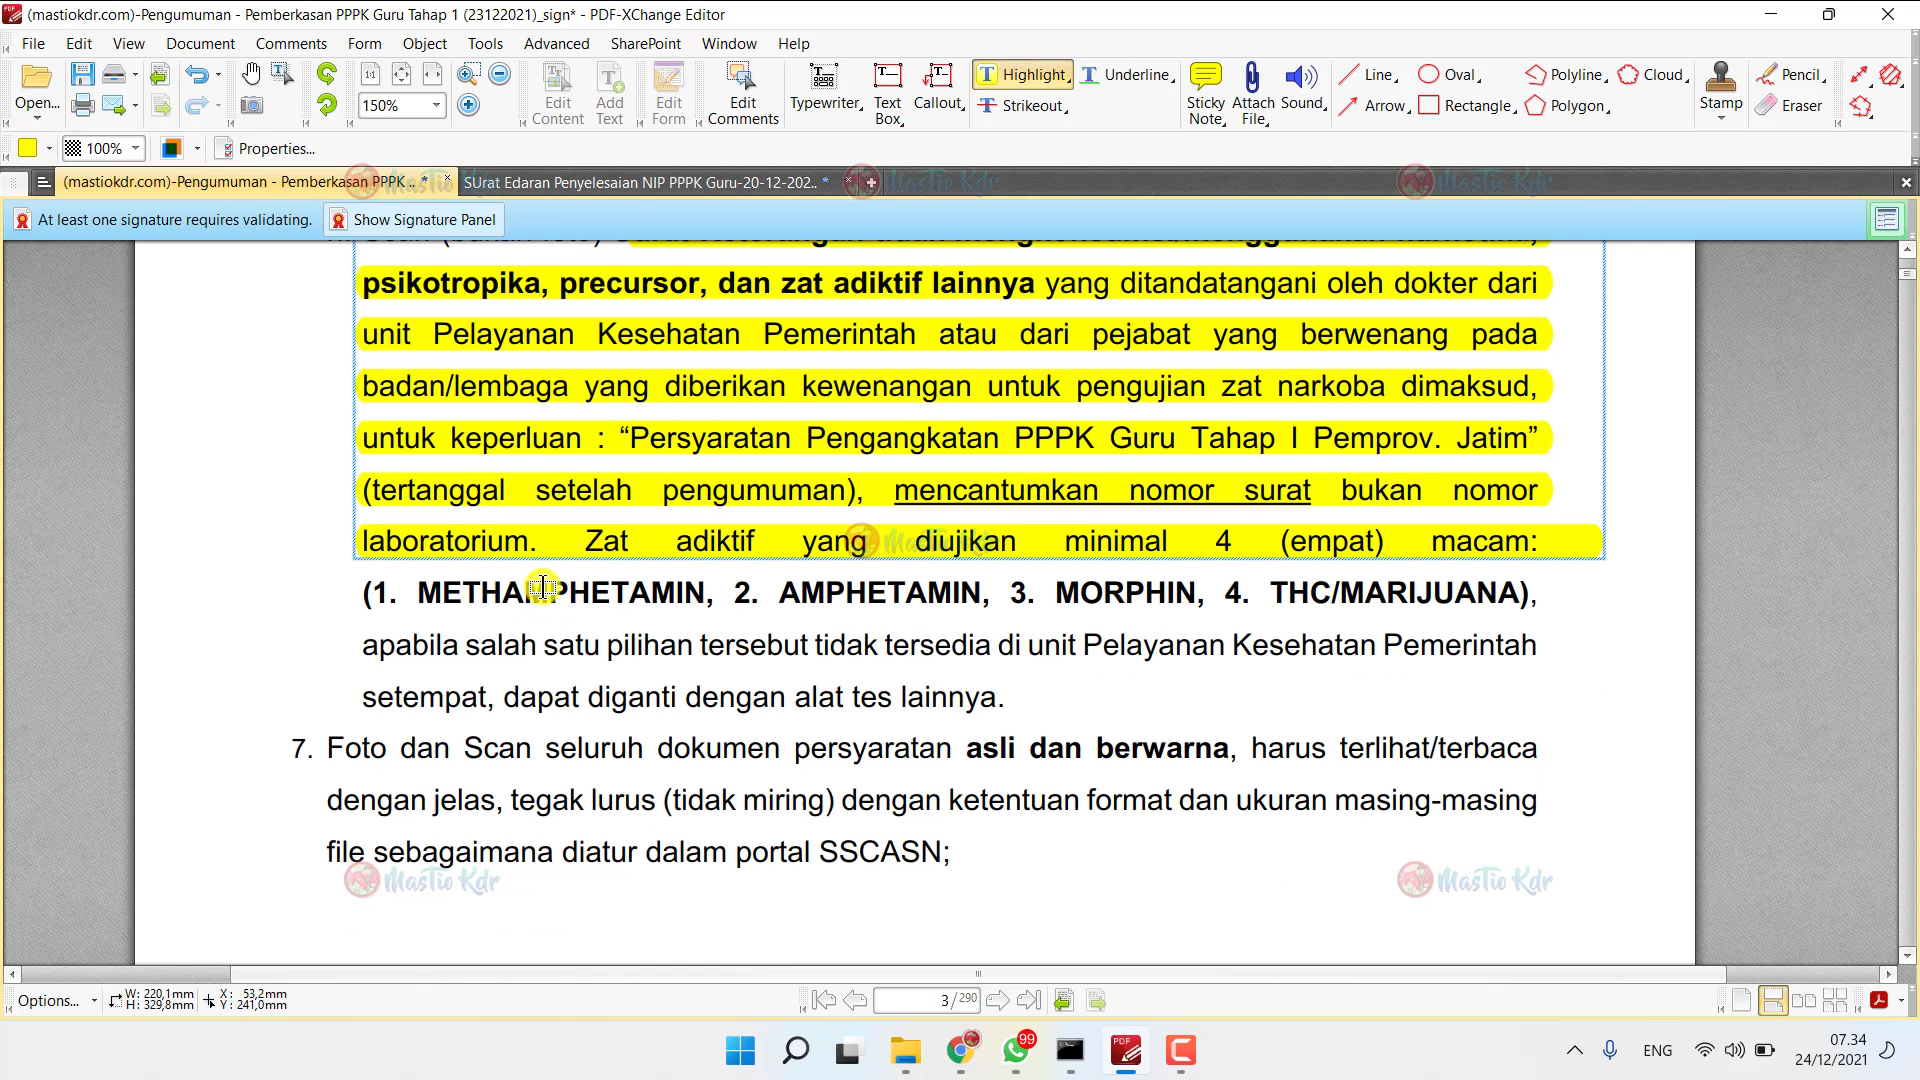 (mastiokdr.com)-Pengumuman - Pemberkasan PPPK Guru Tahap 1 (23122021)_sign* - PDF-XChange Editor
File Edit View Document Comments Form Object Tools Advanced SharePoint Window Help
Open...
150%
Edit Content
Add Text
Edit Form
Edit Comments
Typewriter
Text Box
Callout
Highlight
Underline
Strikeout
Sticky Note
Attach File
Sound
Line
Arrow
Oval
Rectangle
Polyline
Polygon
Cloud
Stamp
Pencil
Eraser
100%
Properties...
(mastiokdr.com)-Pengumuman - Pemberkasan PPPK .. *
SUrat Edaran Penyelesaian NIP PPPK Guru-20-12-202.. *
At least one signature requires validating.
Show Signature Panel
psikotropika, precursor, dan zat adiktif lainnya yang ditandatangani oleh dokter dari
unit Pelayanan Kesehatan Pemerintah atau dari pejabat yang berwenang pada
badan/lembaga yang diberikan kewenangan untuk pengujian zat narkoba dimaksud,
untuk keperluan : “Persyaratan Pengangkatan PPPK Guru Tahap I Pemprov. Jatim”
(tertanggal setelah pengumuman), mencantumkan nomor surat bukan nomor
laboratorium. Zat adiktif yang diujikan minimal 4 (empat) macam:
(1. METHAMPHETAMIN, 2. AMPHETAMIN, 3. MORPHIN, 4. THC/MARIJUANA),
apabila salah satu pilihan tersebut tidak tersedia di unit Pelayanan Kesehatan Pemerintah
setempat, dapat diganti dengan alat tes lainnya.
7. Foto dan Scan seluruh dokumen persyaratan asli dan berwarna, harus terlihat/terbaca
dengan jelas, tegak lurus (tidak miring) dengan ketentuan format dan ukuran masing-masing
file sebagaimana diatur dalam portal SSCASN;
MasTio Kdr
MasTio Kdr
Options...
W: 220,1mm
H: 329,8mm
X: 53,2mm
Y: 241,0mm
3 / 290
99
ENG
07.34
24/12/2021